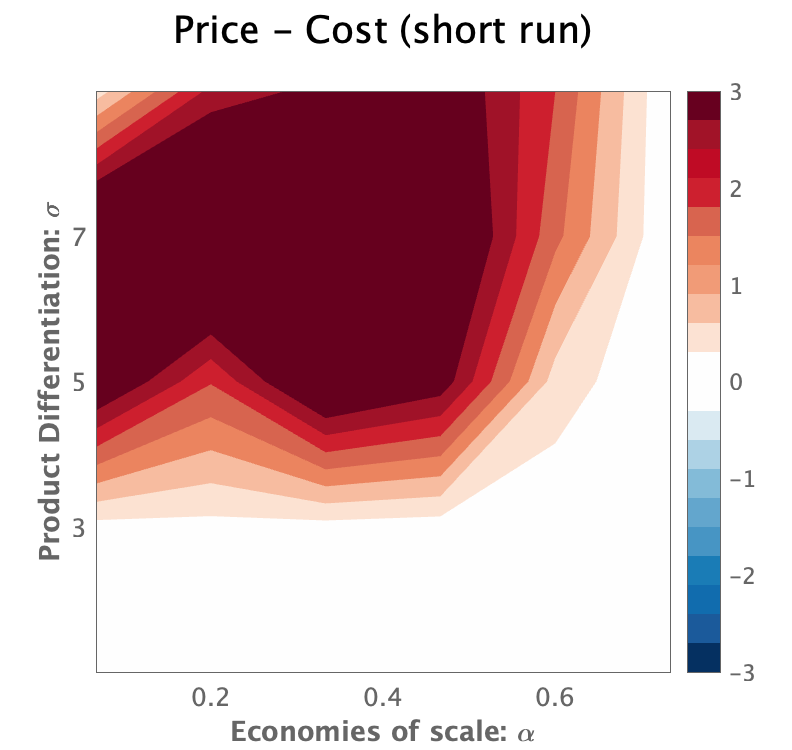 Price – Cost (short run)
3
2
1
0
−1
−2
−3
7
5
3
Product Differentiation: σ
0.2 0.4 0.6
Economies of scale: α